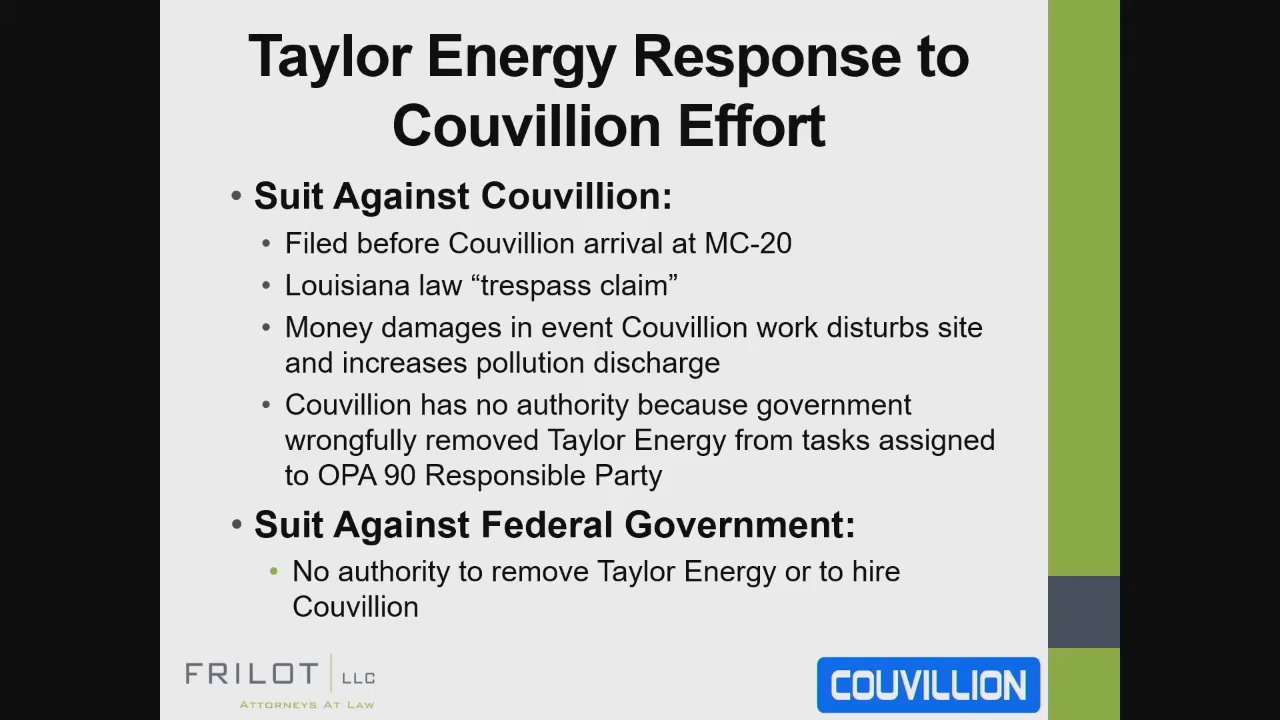 Taylor Energy Response to
Couvillion Effort
• Suit Against Couvillion:
• Filed before Couvillion arrival at MC-20
• Louisiana law “trespass claim”
• Money damages in event Couvillion work disturbs site
and increases pollution discharge
• Couvillion has no authority because government
wrongfully removed Taylor Energy from tasks assigned
to OPA 90 Responsible Party
• Suit Against Federal Government:
• No authority to remove Taylor Energy or to hire
Couvillion
FRILOT LLC
ATTORNEYS AT LAW
COUVILLION